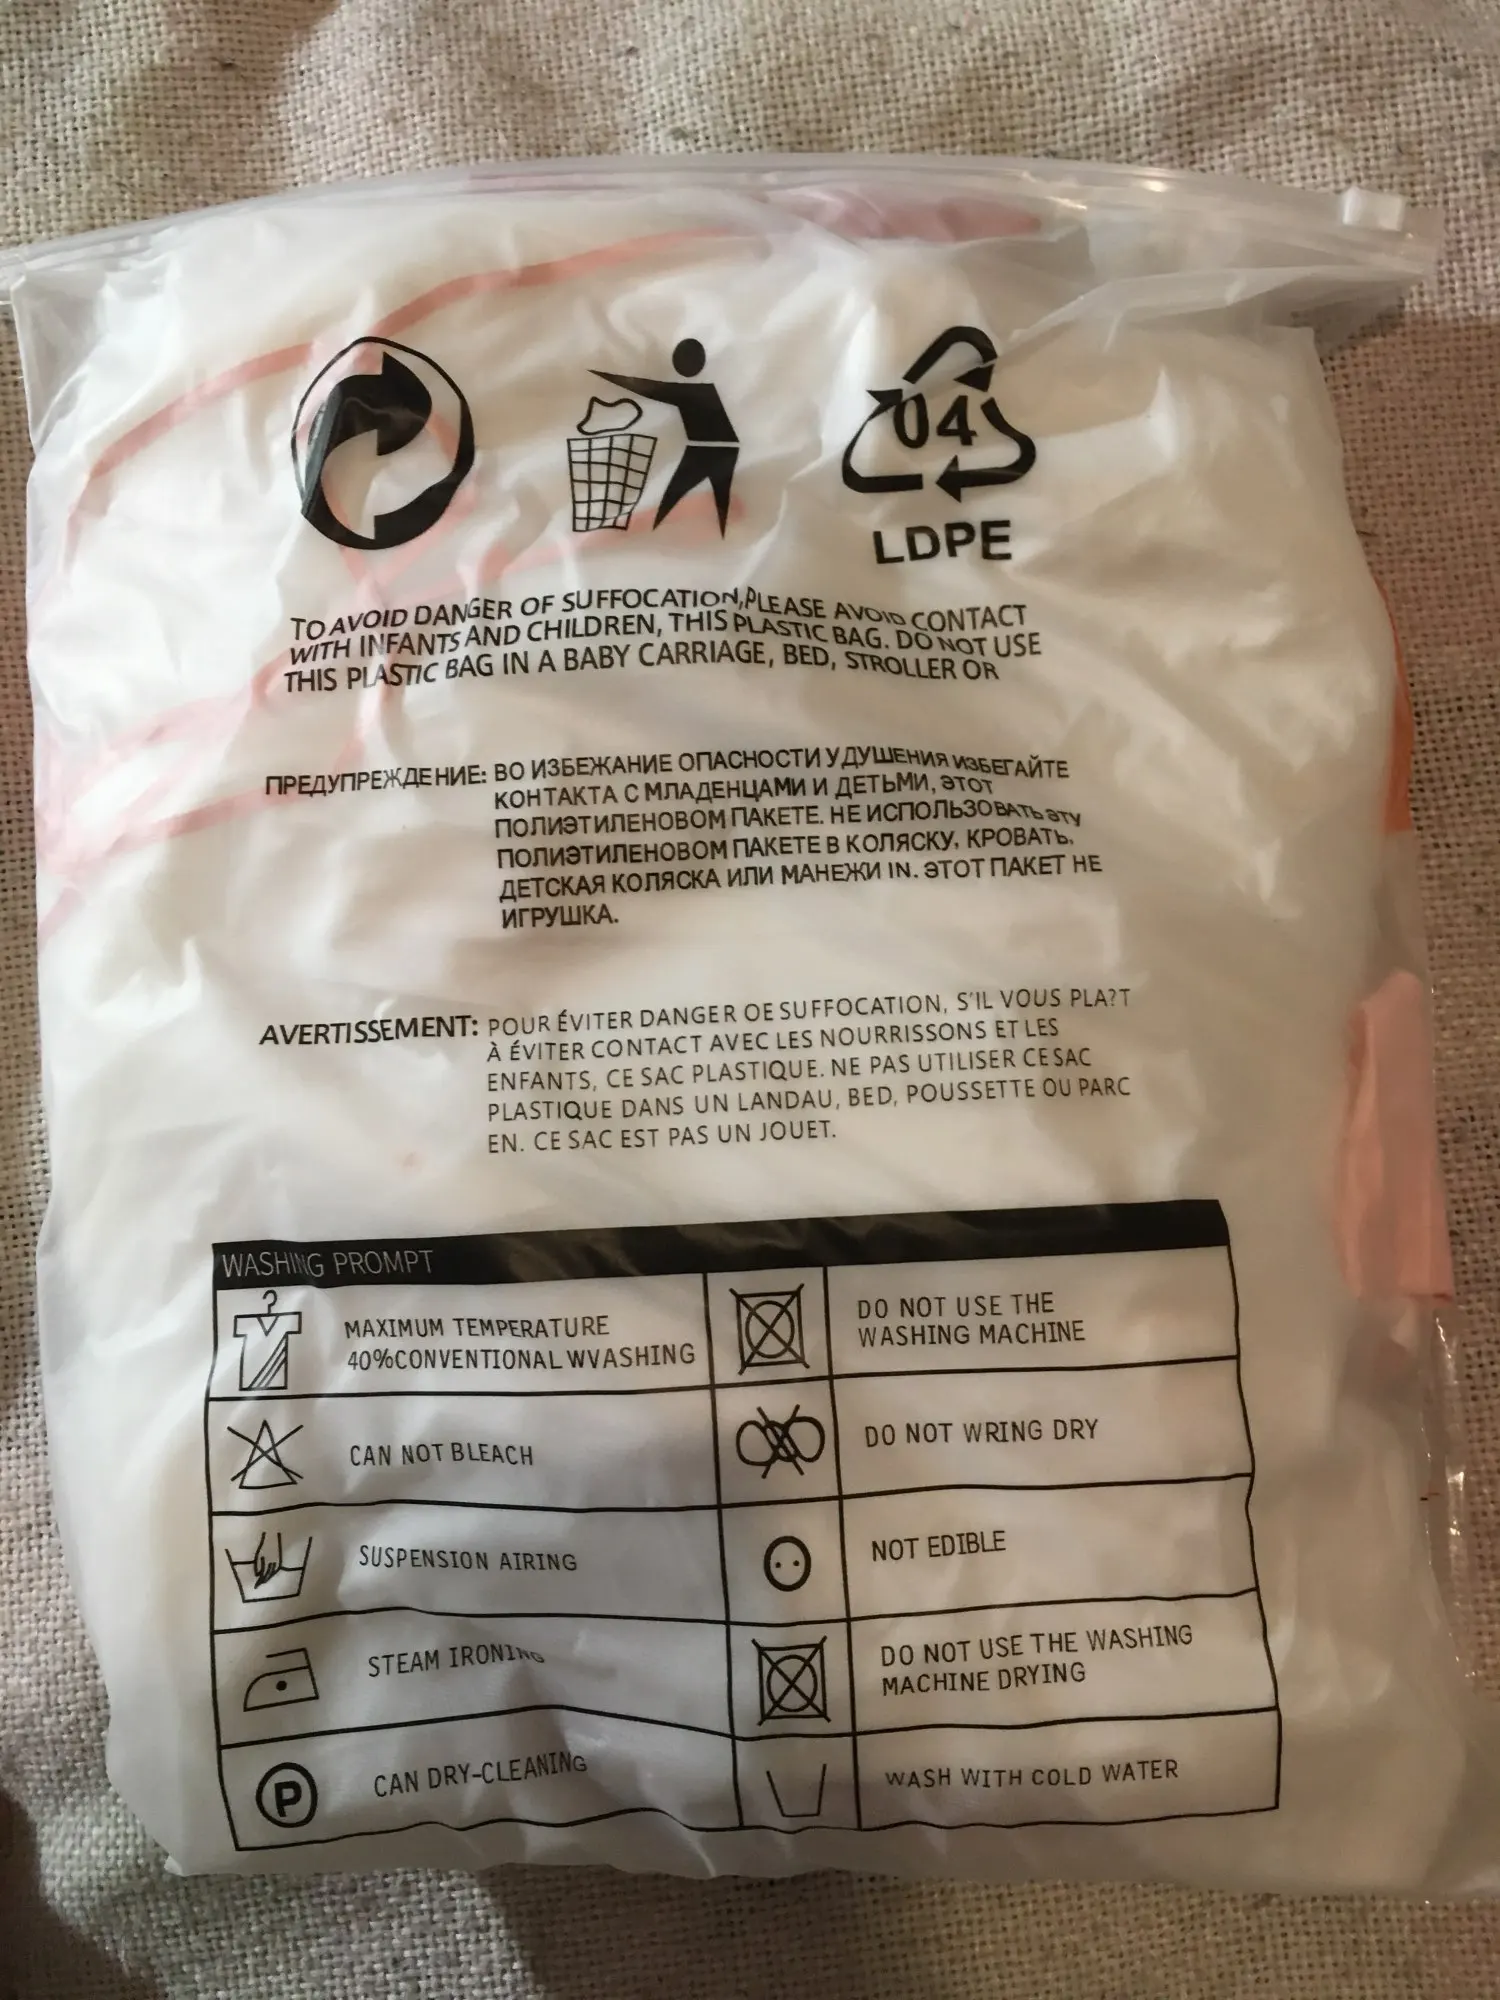 04
LDPE
TO AVOID DANGER OF SUFFOCATION,PLEASE AVOID CONTACT
WITH INFANTS AND CHILDREN, THIS PLASTIC BAG. DO NOT USE
THIS PLASTIC BAG IN A BABY CARRIAGE, BED, STROLLER OR
ПРЕДУПРЕЖДЕНИЕ: ВО ИЗБЕЖАНИЕ ОПАСНОСТИ УДУШЕНИЯ ИЗБЕГАЙТЕ
КОНТАКТА С МЛАДЕНЦАМИ И ДЕТЬМИ, ЭТОТ
ПОЛИЭТИЛЕНОВОМ ПАКЕТЕ. НЕ ИСПОЛЬЗОВАТЬ ЭТУ
ПОЛИЭТИЛЕНОВОМ ПАКЕТЕ В КОЛЯСКУ, КРОВАТЬ,
ДЕТСКАЯ КОЛЯСКА ИЛИ МАНЕЖИ IN. ЭТОТ ПАКЕТ НЕ
ИГРУШКА.
AVERTISSEMENT: POUR ÉVITER DANGER OE SUFFOCATION, S'IL VOUS PLA?T
À ÉVITER CONTACT AVEC LES NOURRISSONS ET LES
ENFANTS, CE SAC PLASTIQUE. NE PAS UTILISER CE SAC
PLASTIQUE DANS UN LANDAU, BED, POUSSETTE OU PARC
EN. CE SAC EST PAS UN JOUET.
WASHING PROMPT
MAXIMUM TEMPERATURE
40%CONVENTIONAL WVASHING
DO NOT USE THE
WASHING MACHINE
CAN NOT BLEACH
DO NOT WRING DRY
SUSPENSION AIRING
NOT EDIBLE
STEAM IRONING
DO NOT USE THE WASHING
MACHINE DRYING
P
CAN DRY-CLEANING
WASH WITH COLD WATER